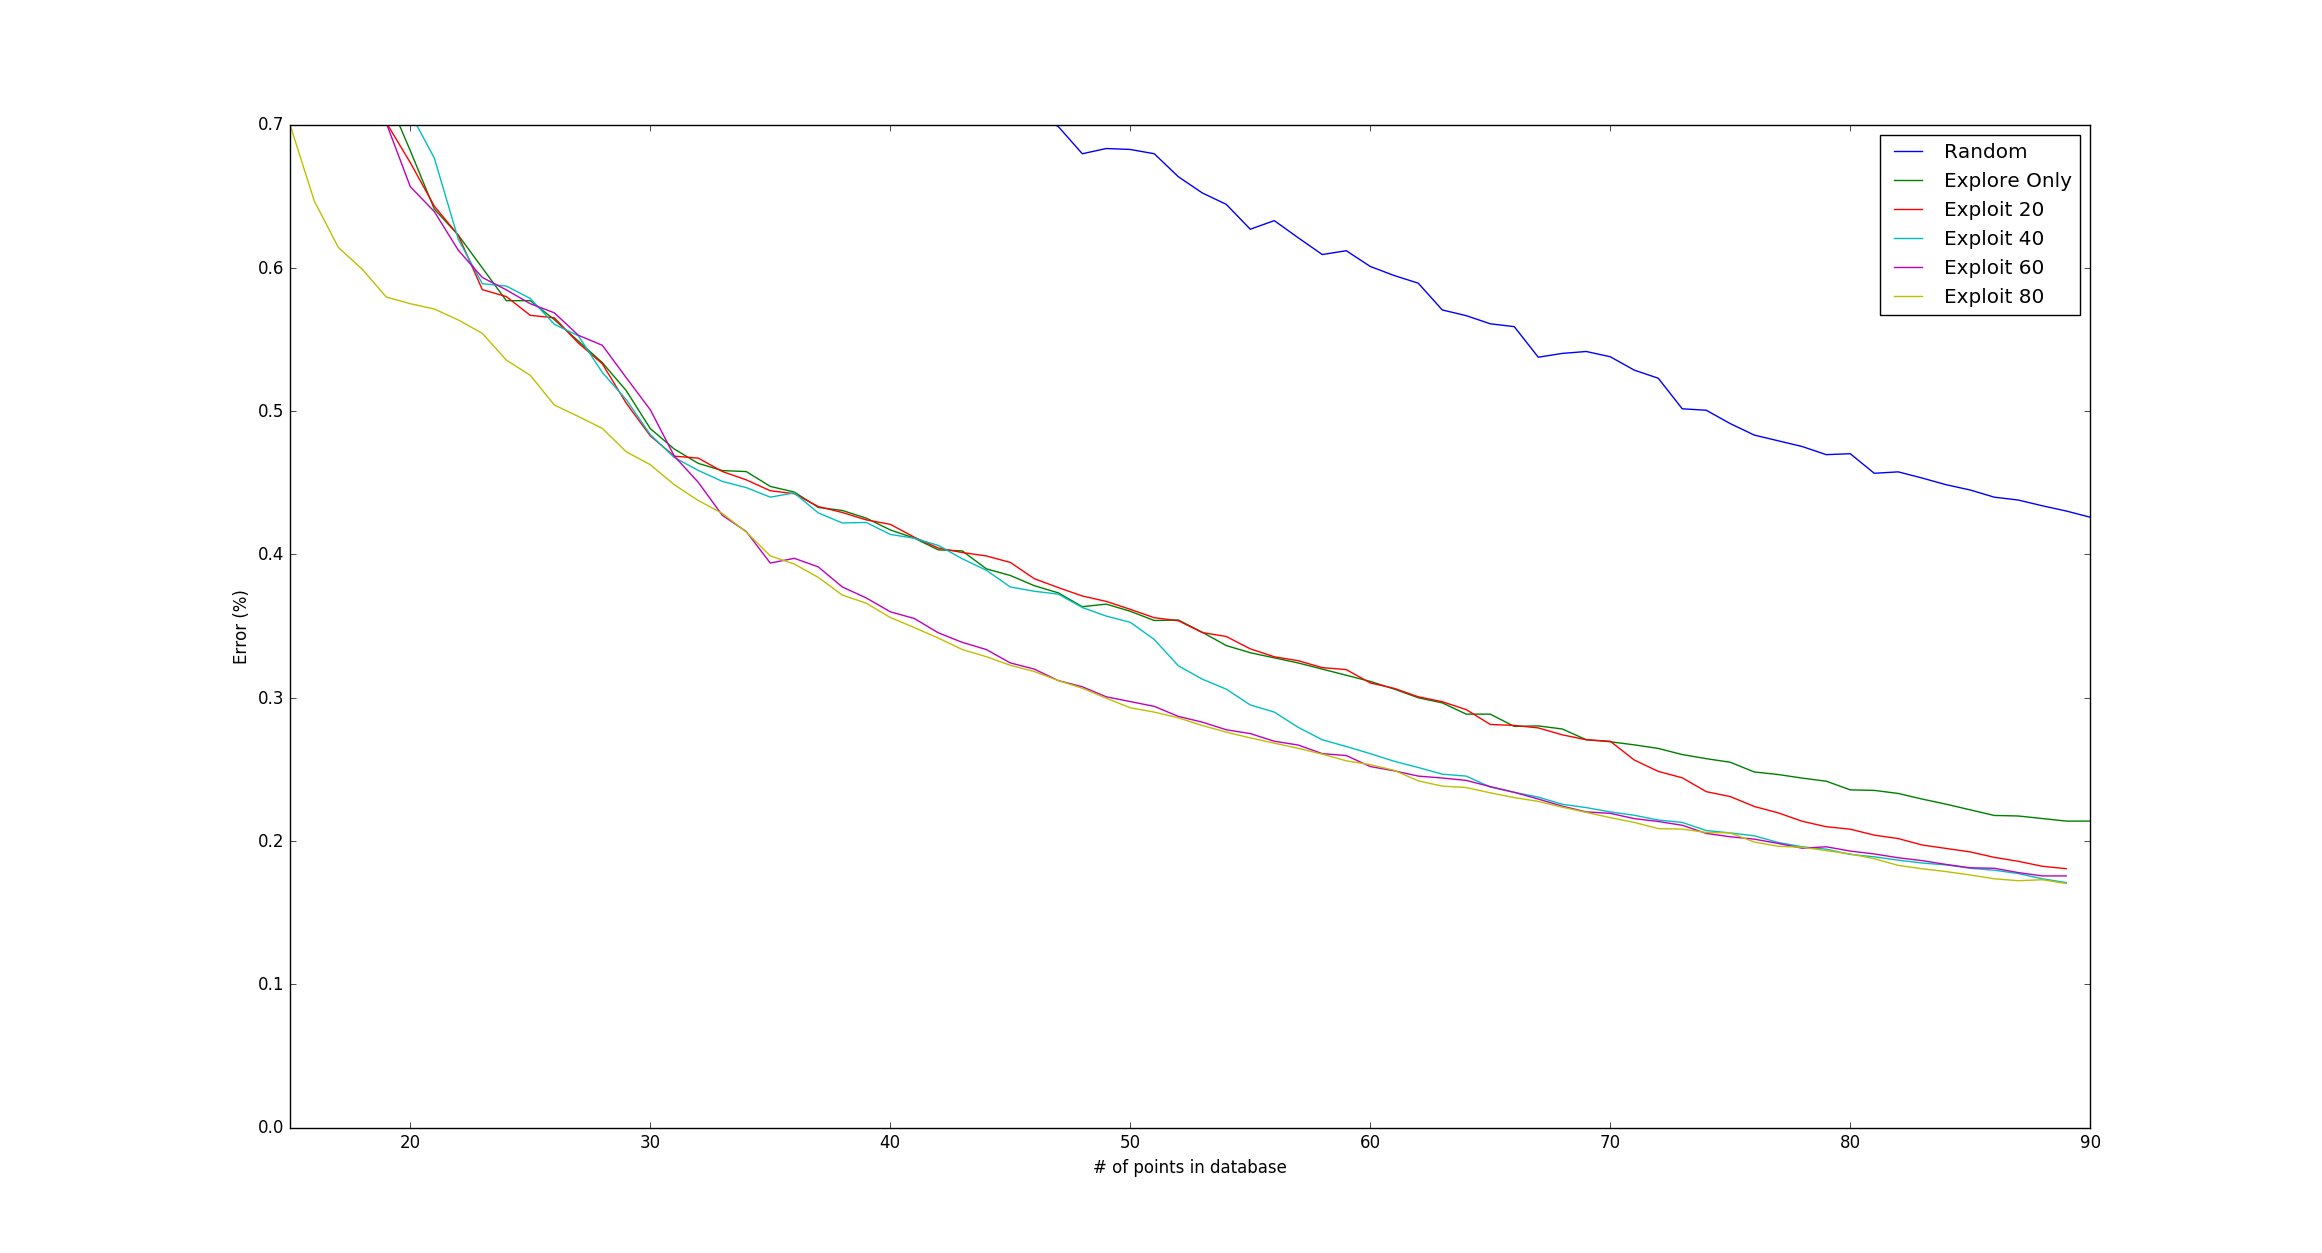 0.7
0.6
0.5
0.4
0.3
0.2
0.1
0.0
Error (%)
20 30 40 50 60 70 80 90
# of points in database
Random
Explore Only
Exploit 20
Exploit 40
Exploit 60
Exploit 80